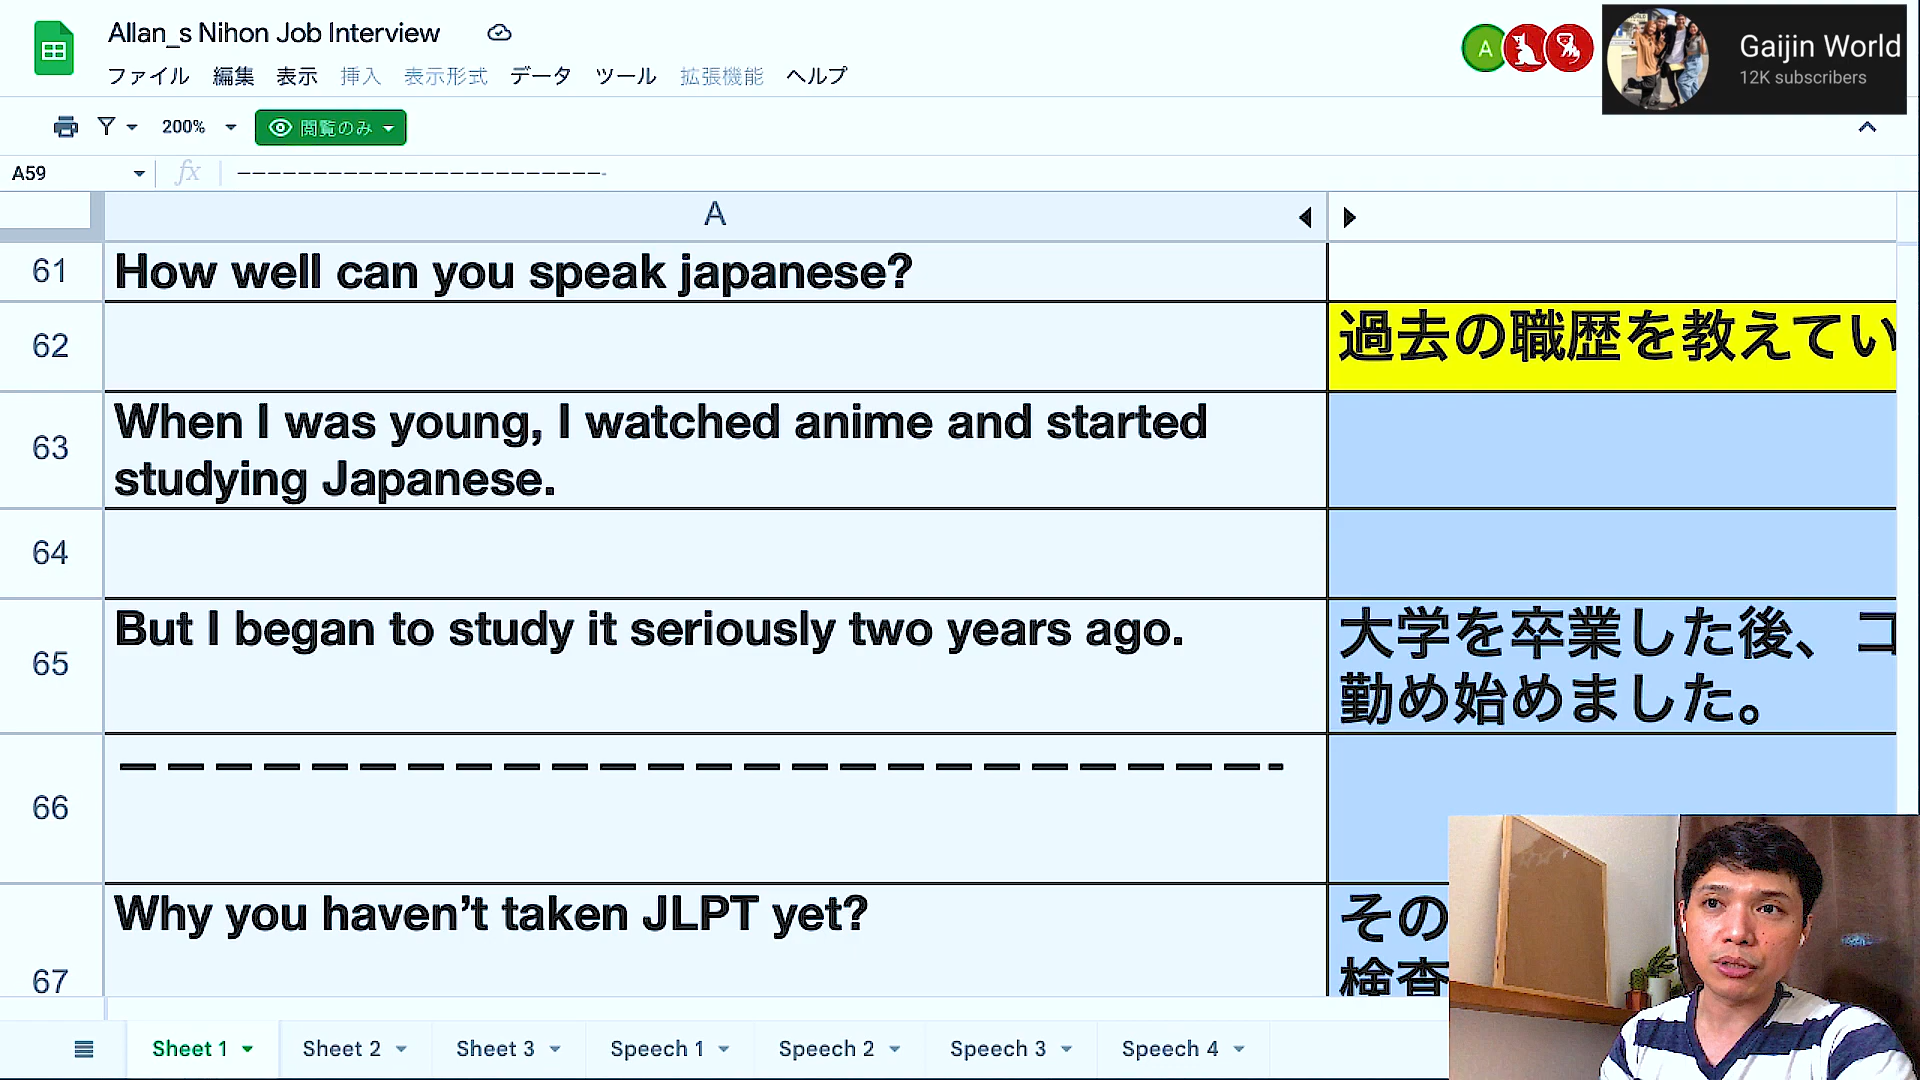 Allan_s Nihon Job Interview
ファイル 編集 表示 挿入 表示形式 データ ツール 拡張機能 ヘルプ
A
Gaijin World
12K subscribers
200% 閲覧のみ
A59 fx ————————————————————————-
A
61 How well can you speak japanese?
62 過去の職歴を教えてい
63 When I was young, I watched anime and started
studying Japanese.
64
65 But I began to study it seriously two years ago.
大学を卒業した後、コ
勤め始めました。
66 ————————————————————————-
67 Why you haven’t taken JLPT yet?
その
検査
Sheet 1 Sheet 2 Sheet 3 Speech 1 Speech 2 Speech 3 Speech 4